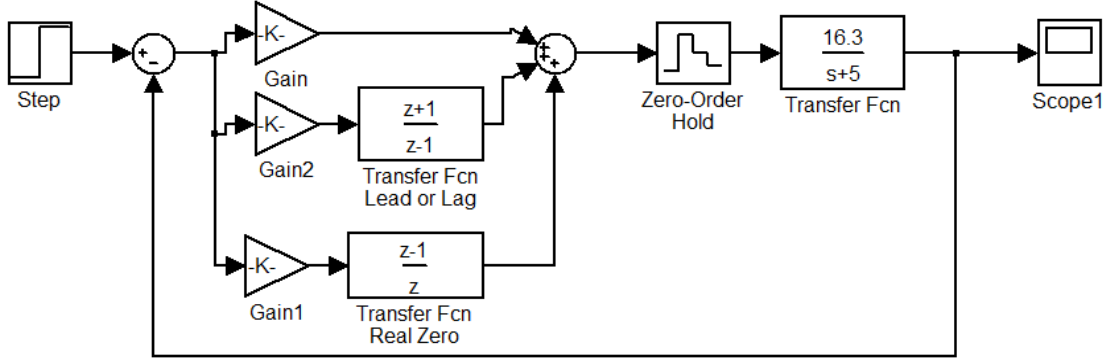 Step
+
−
-K-
Gain
-K-
Gain2
z+1
z-1
Transfer Fcn
Lead or Lag
-K-
Gain1
z-1
z
Transfer Fcn
Real Zero
+
+
+
Zero-Order
Hold
16.3
s+5
Transfer Fcn
Scope1